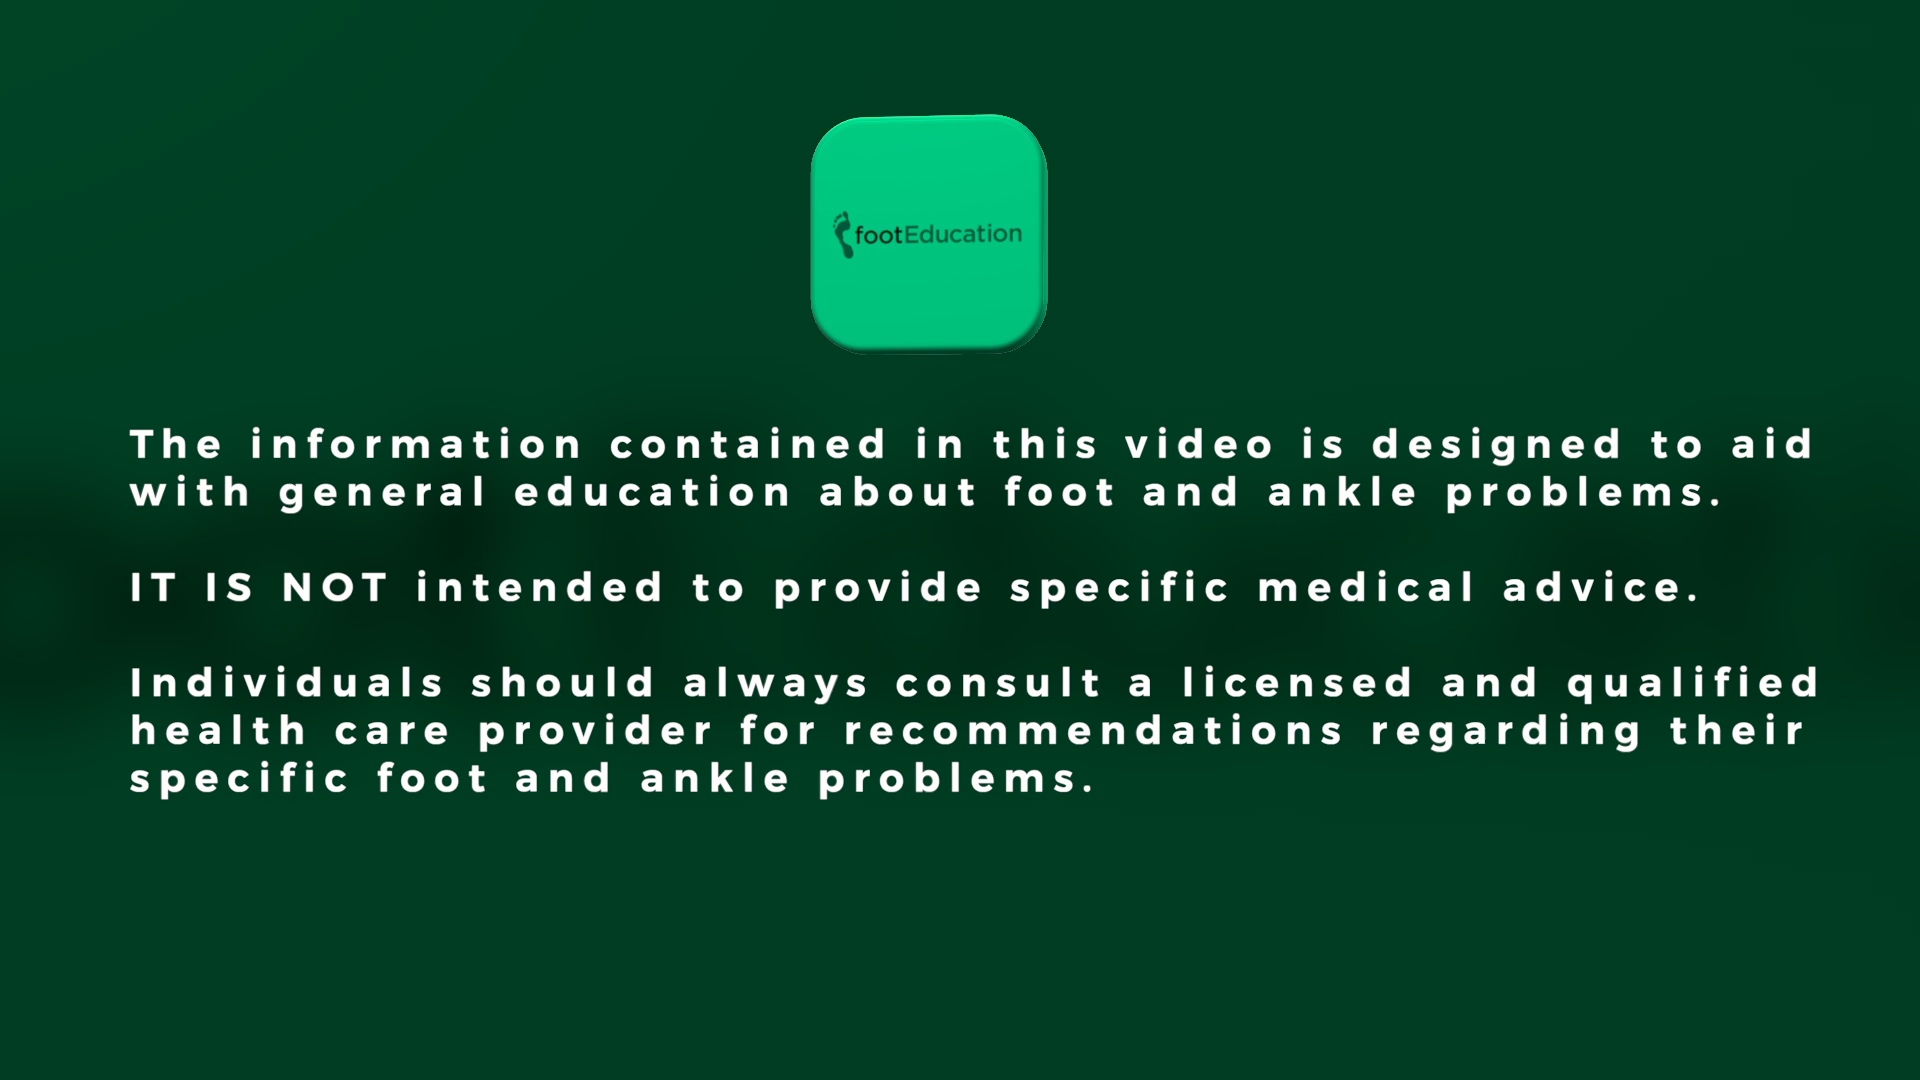 footEducation
The information contained in this video is designed to aid
with general education about foot and ankle problems.
IT IS NOT intended to provide specific medical advice.
Individuals should always consult a licensed and qualified
health care provider for recommendations regarding their
specific foot and ankle problems.